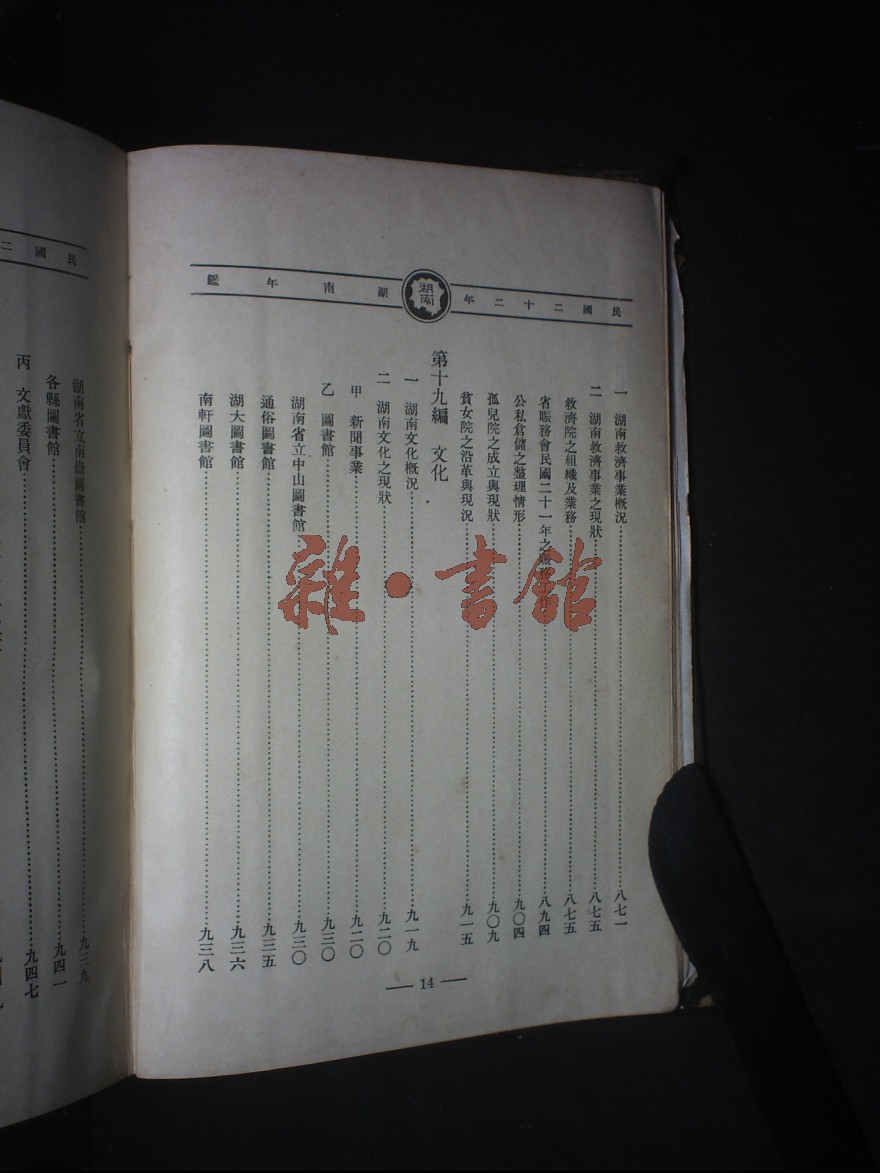 民國二十二年湖南年鑑
湖南
一 湖南救濟事業概況……八七一
二 湖南救濟事業之現狀……八七五
救濟院之組織及業務……八七五
省賑務會民國二十一年之賑……八九四
公私倉儲之整理情形……九〇四
孤兒院之成立與現狀……九〇九
貧女院之沿革與現況……九一五
第十九編 文化
一 湖南文化概況……九一九
二 湖南文化之現狀……九二〇
甲 新聞事業……九二〇
乙 圖書館……九三〇
湖南省立中山圖書館……九三〇
通俗圖書館……九三五
湖大圖書館……九三六
南軒圖書館……九三八
— 14 —
民國二
湖南省立南嶽圖書館……九三九
各縣圖書館……九四一
丙 文獻委員會……九四七
雜·書館